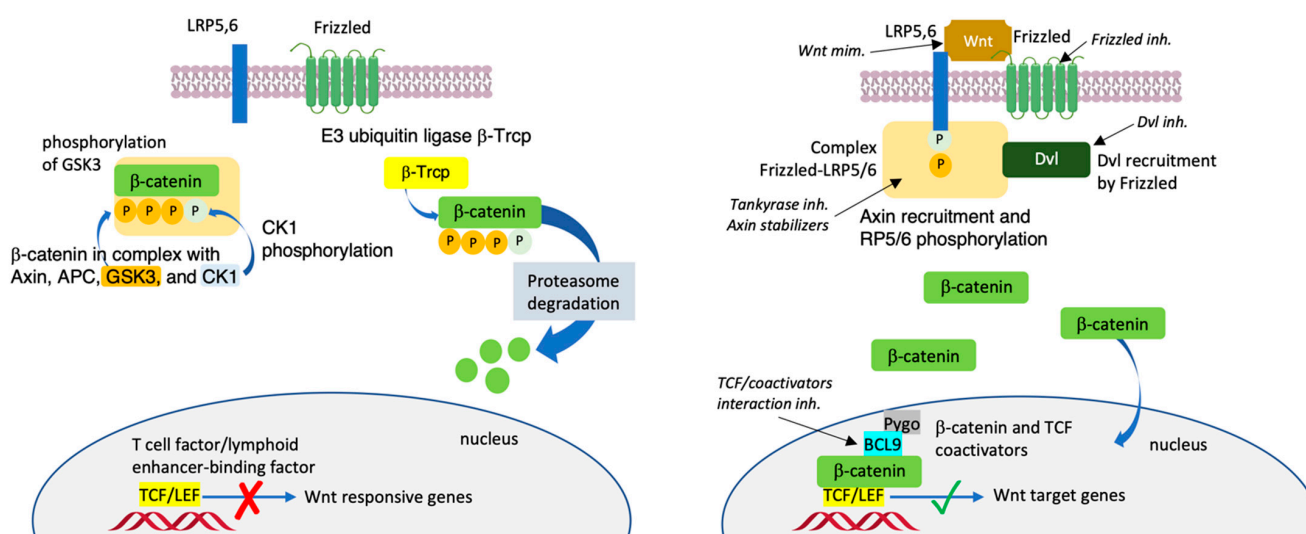 LRP5,6
Frizzled
phosphorylation
of GSK3
β-catenin
P P P P
CK1
phosphorylation
β-catenin in complex with
Axin, APC, GSK3, and CK1
E3 ubiquitin ligase β-Trcp
β-Trcp
β-catenin
P P P P
Proteasome
degradation
nucleus
T cell factor/lymphoid
enhancer-binding factor
TCF/LEF
Wnt responsive genes
LRP5,6
Wnt
Frizzled
Wnt mim.
Frizzled inh.
P
P
Complex
Frizzled-LRP5/6
Dvl inh.
Dvl
Dvl recruitment
by Frizzled
Tankyrase inh.
Axin stabilizers
Axin recruitment and
RP5/6 phosphorylation
β-catenin
β-catenin
β-catenin
TCF/coactivators
interaction inh.
Pygo
BCL9
β-catenin
β-catenin and TCF
coactivators
nucleus
TCF/LEF
Wnt target genes